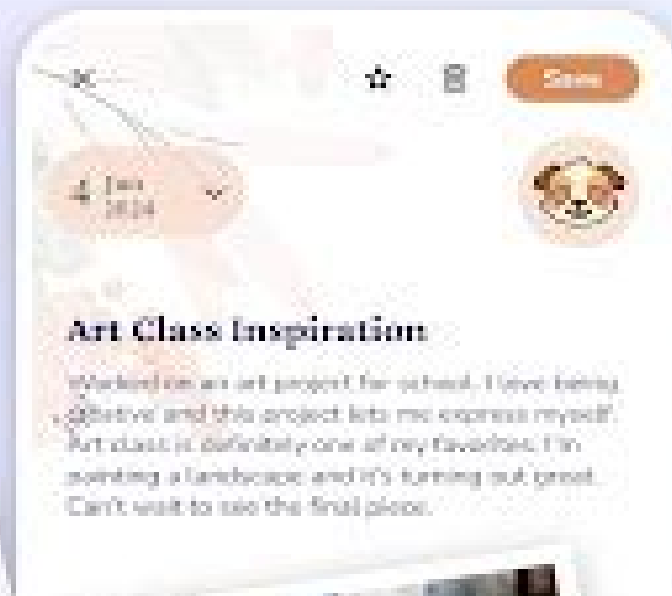 Save
4
2024
Art Class Inspiration
Worked on an art project for school. I love being
creative and this project lets me express myself.
Art class is definitely one of my favorites. I'm
painting a landscape and it's turning out great.
Can't wait to see the final piece.